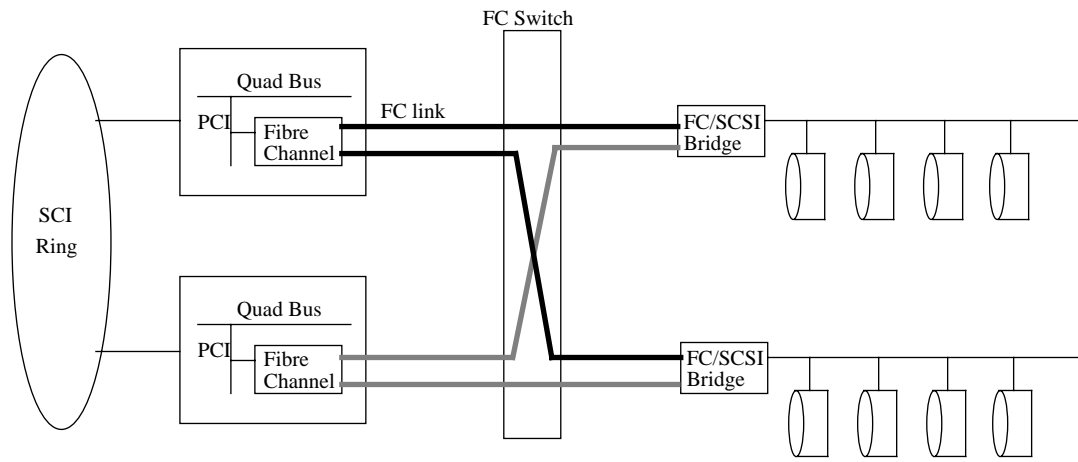 FC Switch
Quad Bus
PCI
Fibre
Channel
FC link
FC/SCSI
Bridge
SCI
Ring
Quad Bus
PCI
Fibre
Channel
FC/SCSI
Bridge